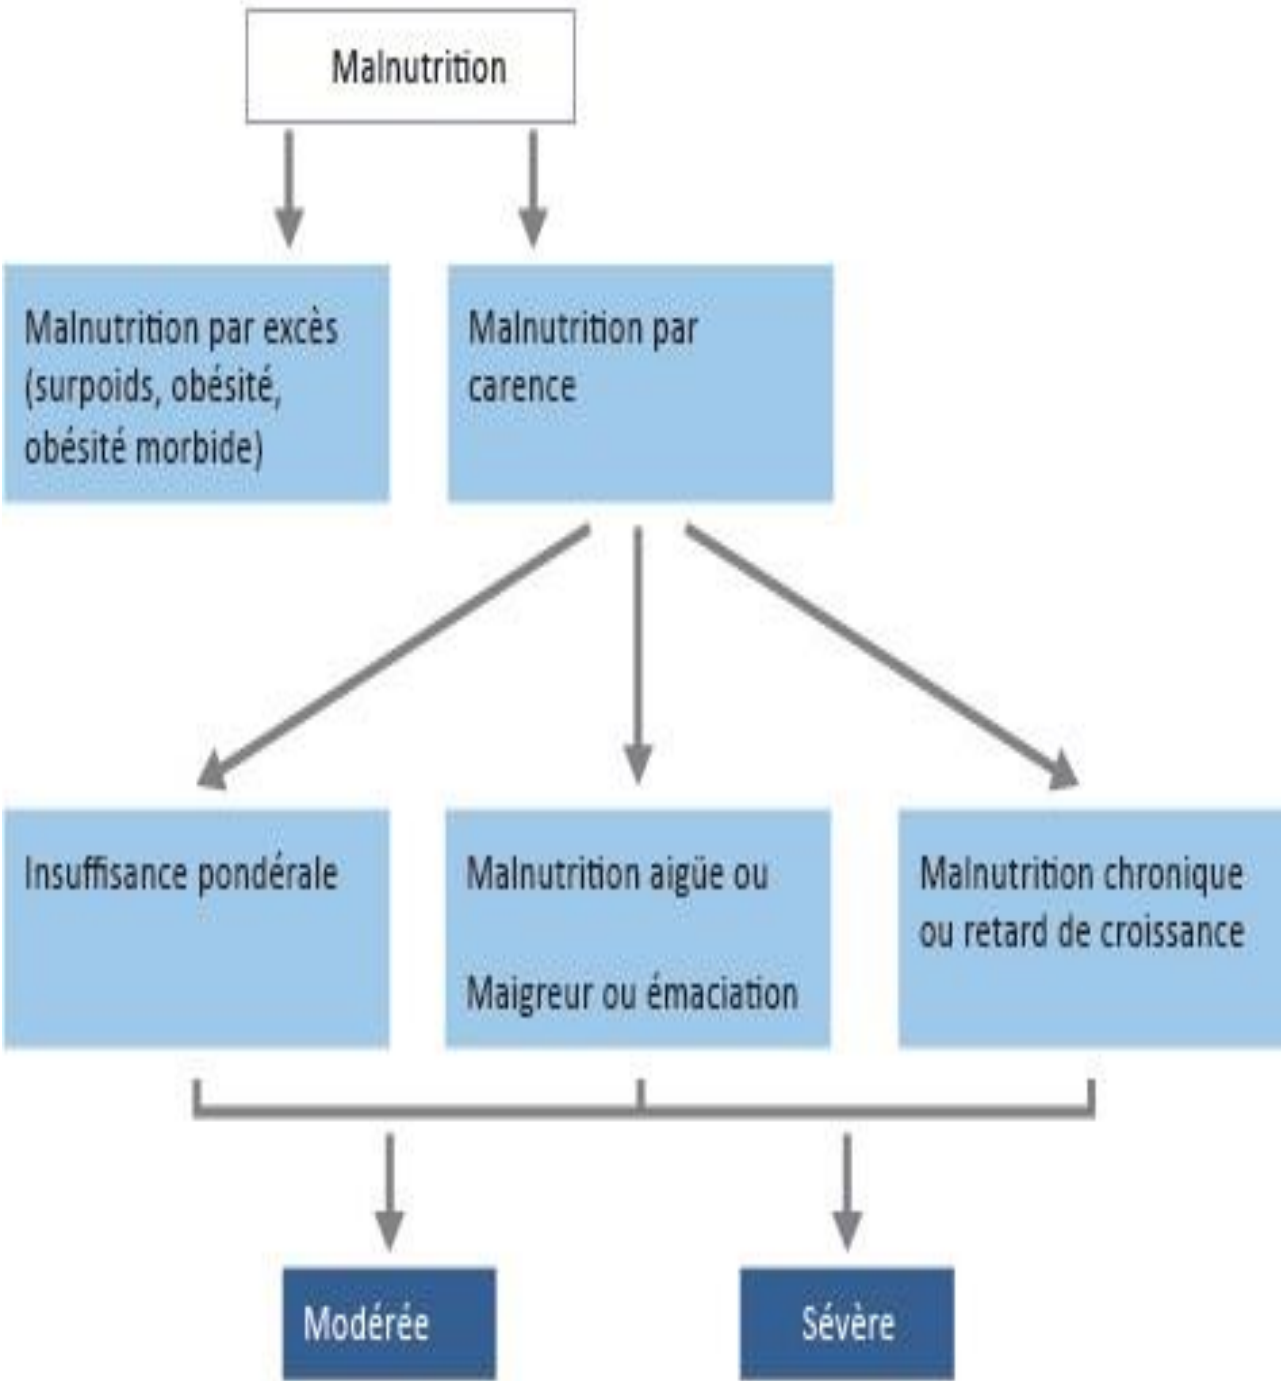 Malnutrition
Malnutrition par excès
(surpoids, obésité,
obésité morbide)
Malnutrition par
carence
Insuffisance pondérale
Malnutrition aigüe ou
Maigreur ou émaciation
Malnutrition chronique
ou retard de croissance
Modérée
Sévère